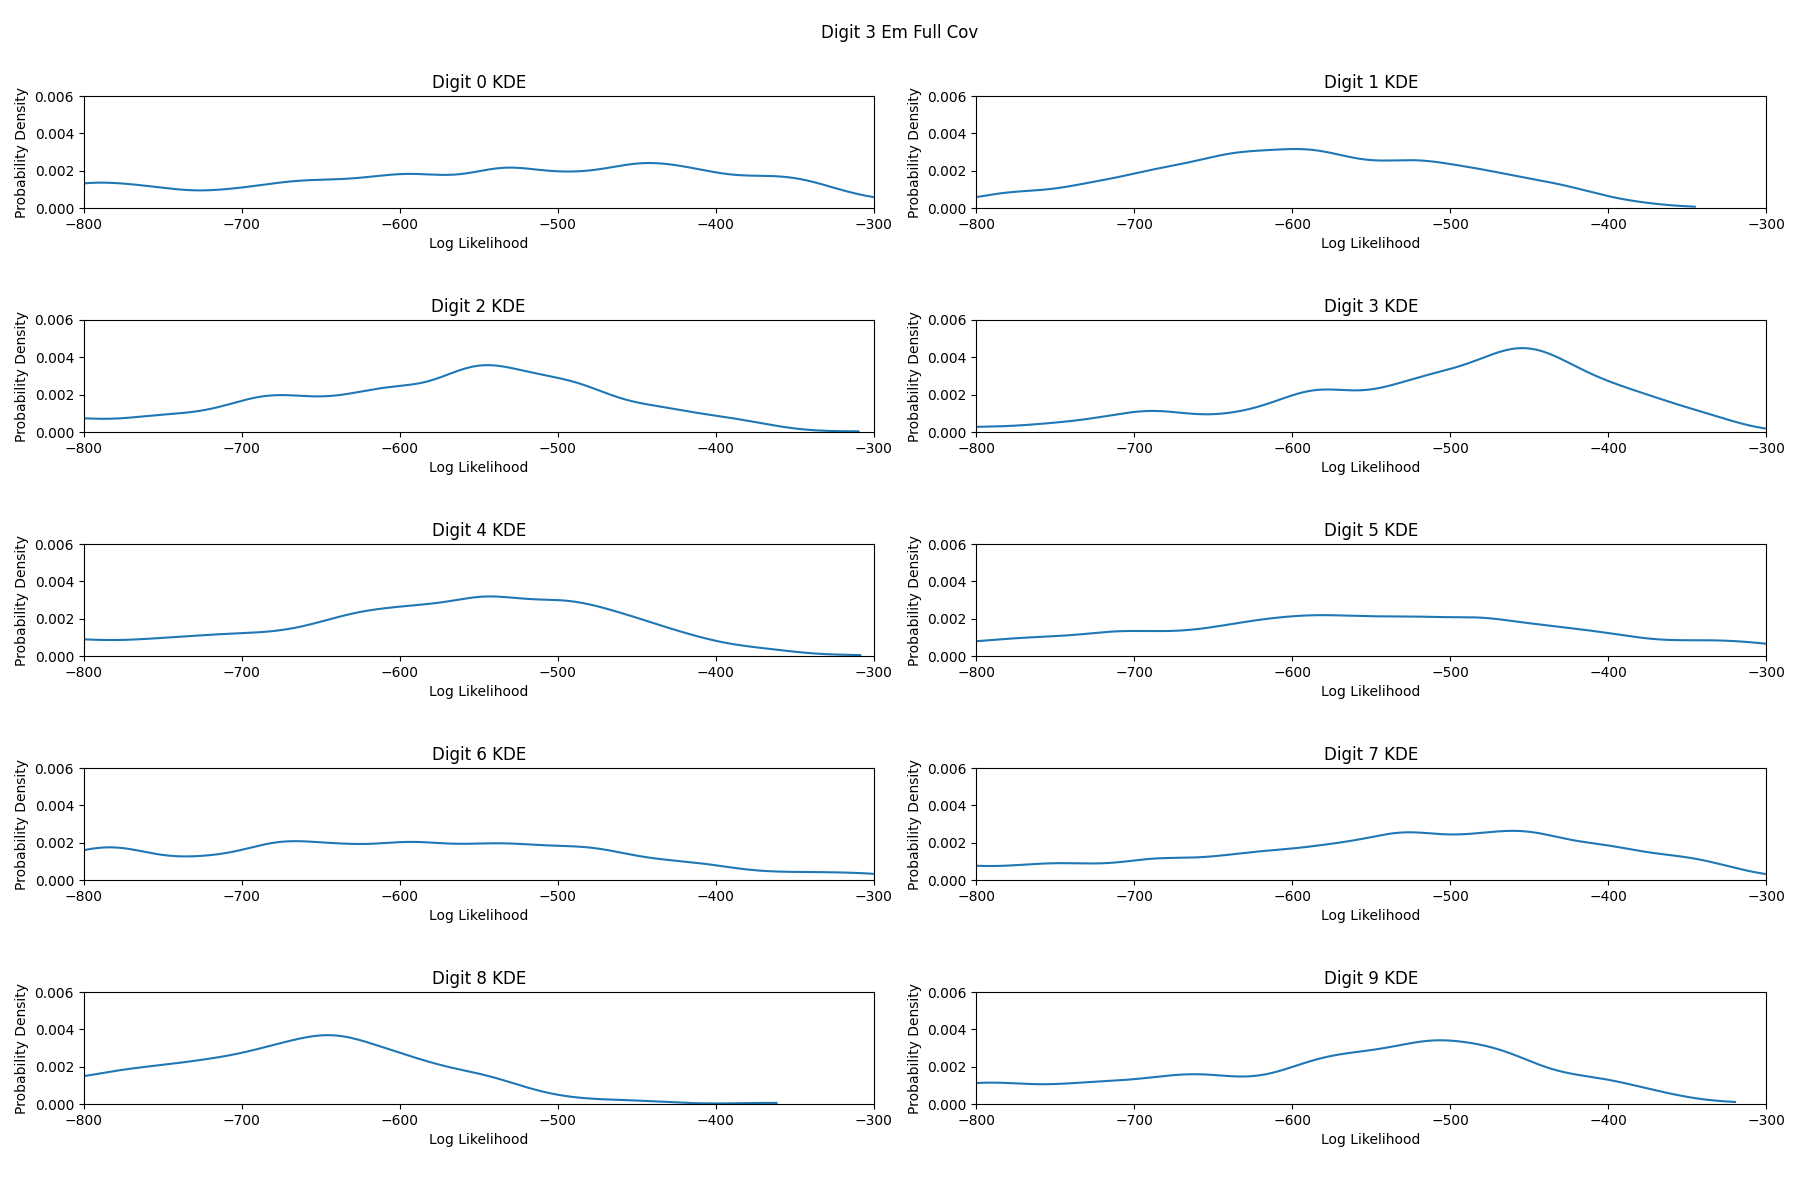 Digit 3 Em Full Cov
Digit 0 KDE
Probability Density
0.006
0.004
0.002
0.000
−800 −700 −600 −500 −400 −300
Log Likelihood
Digit 1 KDE
Probability Density
0.006
0.004
0.002
0.000
−800 −700 −600 −500 −400 −300
Log Likelihood
Digit 2 KDE
Probability Density
0.006
0.004
0.002
0.000
−800 −700 −600 −500 −400 −300
Log Likelihood
Digit 3 KDE
Probability Density
0.006
0.004
0.002
0.000
−800 −700 −600 −500 −400 −300
Log Likelihood
Digit 4 KDE
Probability Density
0.006
0.004
0.002
0.000
−800 −700 −600 −500 −400 −300
Log Likelihood
Digit 5 KDE
Probability Density
0.006
0.004
0.002
0.000
−800 −700 −600 −500 −400 −300
Log Likelihood
Digit 6 KDE
Probability Density
0.006
0.004
0.002
0.000
−800 −700 −600 −500 −400 −300
Log Likelihood
Digit 7 KDE
Probability Density
0.006
0.004
0.002
0.000
−800 −700 −600 −500 −400 −300
Log Likelihood
Digit 8 KDE
Probability Density
0.006
0.004
0.002
0.000
−800 −700 −600 −500 −400 −300
Log Likelihood
Digit 9 KDE
Probability Density
0.006
0.004
0.002
0.000
−800 −700 −600 −500 −400 −300
Log Likelihood